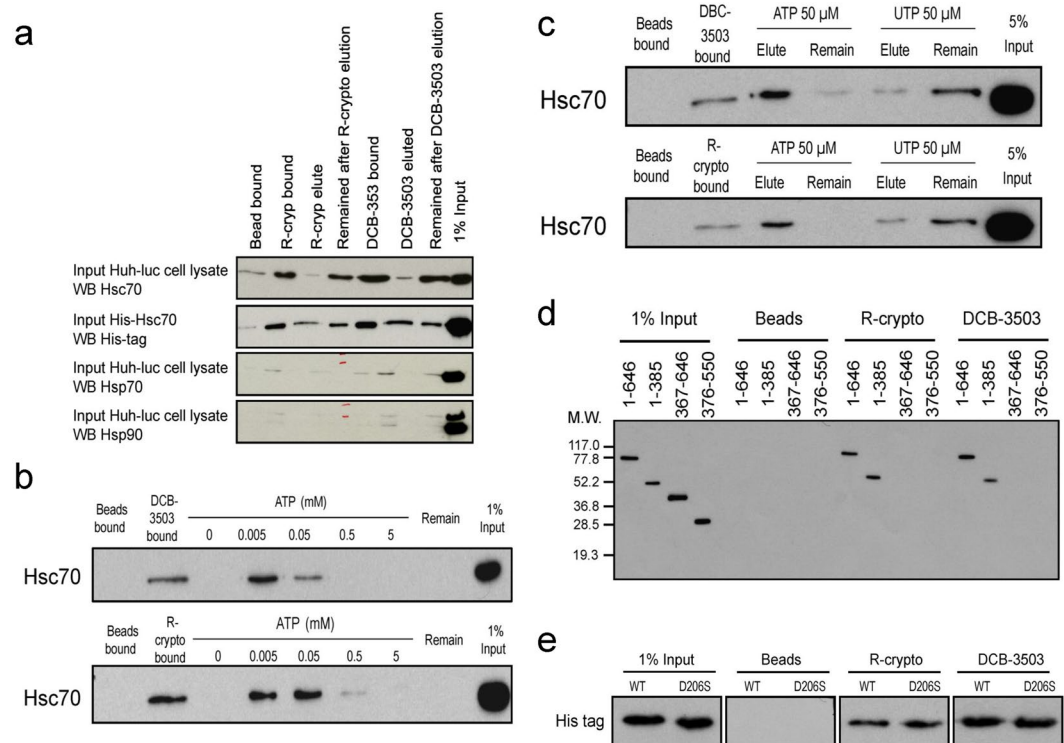 a
Bead bound
R-cryp bound
R-cryp elute
Remained after R-crypto elution
DCB-353 bound
DCB-3503 eluted
Remained after DCB-3503 elution
1% Input
Input Huh-luc cell lysate
WB Hsc70
Input His-Hsc70
WB His-tag
Input Huh-luc cell lysate
WB Hsp70
Input Huh-luc cell lysate
WB Hsp90
b
Beads bound
DCB-3503 bound
ATP (mM)
0 0.005 0.05 0.5 5
Remain
1% Input
Hsc70
Beads bound
R-crypto bound
ATP (mM)
0 0.005 0.05 0.5 5
Remain
1% Input
Hsc70
c
Beads bound
DBC-3503 bound
ATP 50 µM
UTP 50 µM
5% Input
Elute Remain Elute Remain
Hsc70
Beads bound
R-crypto bound
ATP 50 µM
UTP 50 µM
5% Input
Elute Remain Elute Remain
Hsc70
d
1% Input Beads R-crypto DCB-3503
1-646 1-385 367-646 376-550 1-646 1-385 367-646 376-550 1-646 1-385 367-646 376-550 1-646 1-385 367-646 376-550
M.W.
117.0
77.8
52.2
36.8
28.5
19.3
e
1% Input Beads R-crypto DCB-3503
WT D206S WT D206S WT D206S WT D206S
His tag